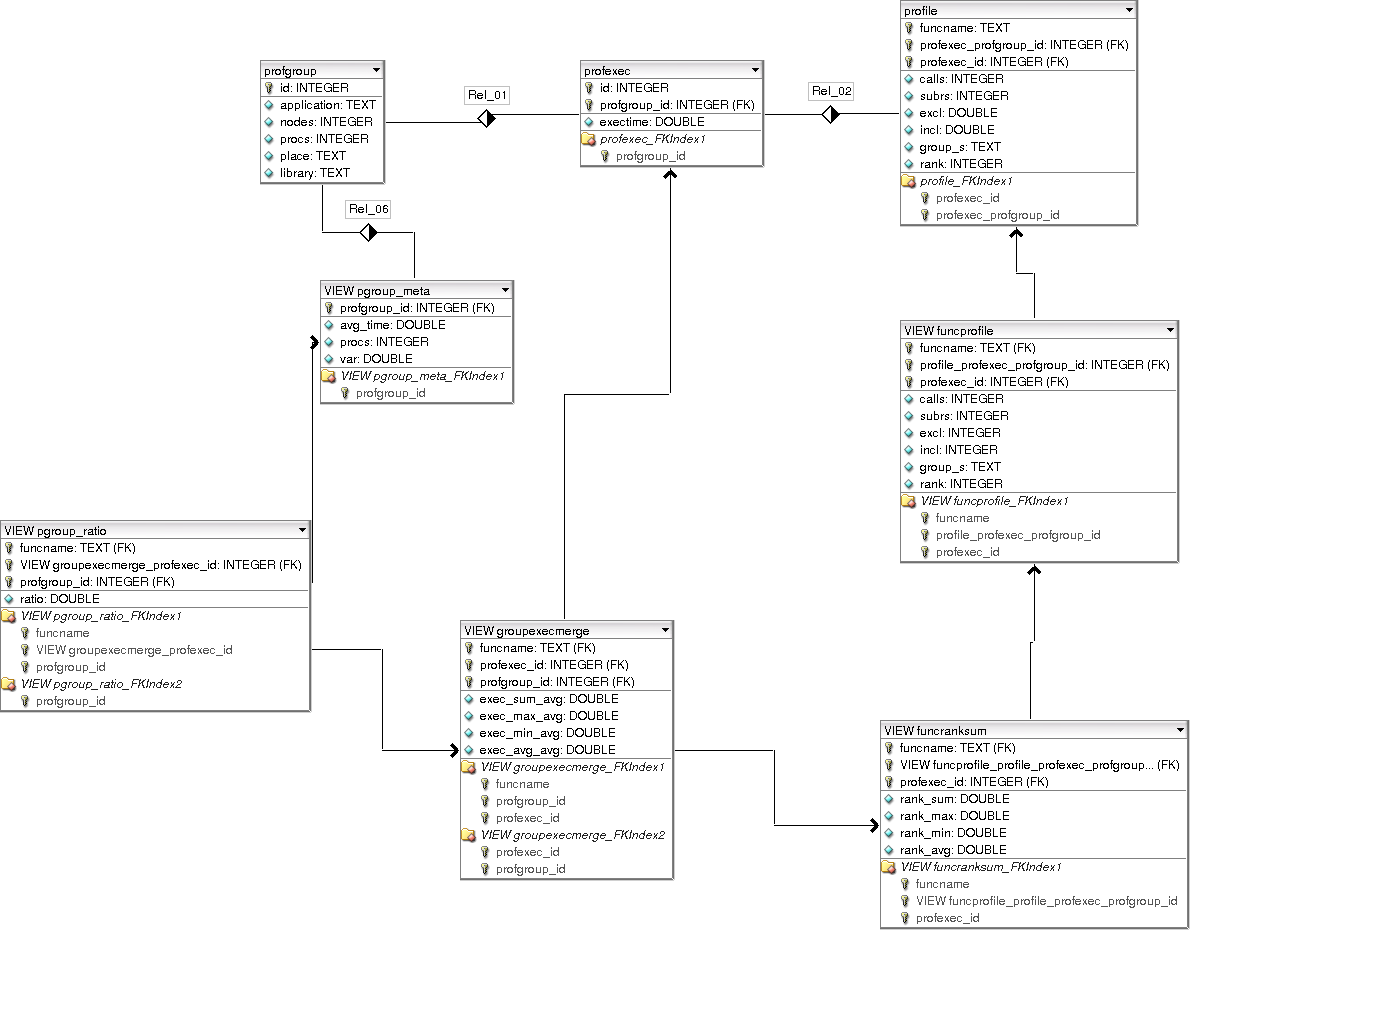 profile
funcname: TEXT
profexec_profgroup_id: INTEGER (FK)
profexec_id: INTEGER (FK)
calls: INTEGER
subrs: INTEGER
excl: DOUBLE
incl: DOUBLE
group_s: TEXT
rank: INTEGER
profile_FKIndex1
profexec_id
profexec_profgroup_id
profgroup
id: INTEGER
application: TEXT
nodes: INTEGER
procs: INTEGER
place: TEXT
library: TEXT
Rel_01
profexec
id: INTEGER
profgroup_id: INTEGER (FK)
exectime: DOUBLE
profexec_FKIndex1
profgroup_id
Rel_02
Rel_06
VIEW pgroup_meta
profgroup_id: INTEGER (FK)
avg_time: DOUBLE
procs: INTEGER
var: DOUBLE
VIEW pgroup_meta_FKIndex1
profgroup_id
VIEW funcprofile
funcname: TEXT (FK)
profile_profexec_profgroup_id: INTEGER (FK)
profexec_id: INTEGER (FK)
calls: INTEGER
subrs: INTEGER
excl: INTEGER
incl: INTEGER
group_s: TEXT
rank: INTEGER
VIEW funcprofile_FKIndex1
funcname
profile_profexec_profgroup_id
profexec_id
VIEW pgroup_ratio
funcname: TEXT (FK)
VIEW groupexecmerge_profexec_id: INTEGER (FK)
profgroup_id: INTEGER (FK)
ratio: DOUBLE
VIEW pgroup_ratio_FKIndex1
funcname
VIEW groupexecmerge_profexec_id
profgroup_id
VIEW pgroup_ratio_FKIndex2
profgroup_id
VIEW groupexecmerge
funcname: TEXT (FK)
profexec_id: INTEGER (FK)
profgroup_id: INTEGER (FK)
exec_sum_avg: DOUBLE
exec_max_avg: DOUBLE
exec_min_avg: DOUBLE
exec_avg_avg: DOUBLE
VIEW groupexecmerge_FKIndex1
funcname
profgroup_id
profexec_id
VIEW groupexecmerge_FKIndex2
profexec_id
profgroup_id
VIEW funcranksum
funcname: TEXT (FK)
VIEW funcprofile_profile_profexec_profgroup... (FK)
profexec_id: INTEGER (FK)
rank_sum: DOUBLE
rank_max: DOUBLE
rank_min: DOUBLE
rank_avg: DOUBLE
VIEW funcranksum_FKIndex1
funcname
VIEW funcprofile_profile_profexec_profgroup_id
profexec_id